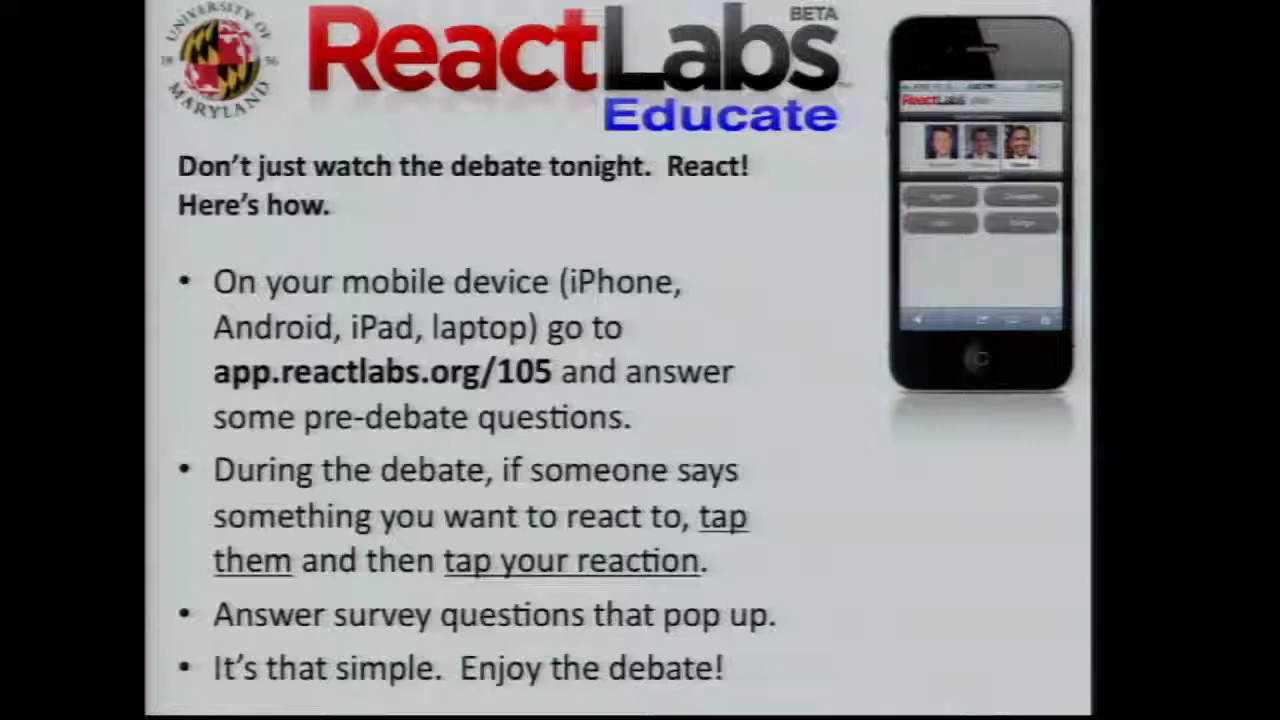 UNIVERSITY OF
18 56
MARYLAND
ReactLabs
BETA
Educate
Don't just watch the debate tonight. React!
Here's how.
• On your mobile device (iPhone,
Android, iPad, laptop) go to
app.reactlabs.org/105 and answer
some pre-debate questions.
• During the debate, if someone says
something you want to react to, tap
them and then tap your reaction.
• Answer survey questions that pop up.
• It's that simple. Enjoy the debate!
ReactLabs